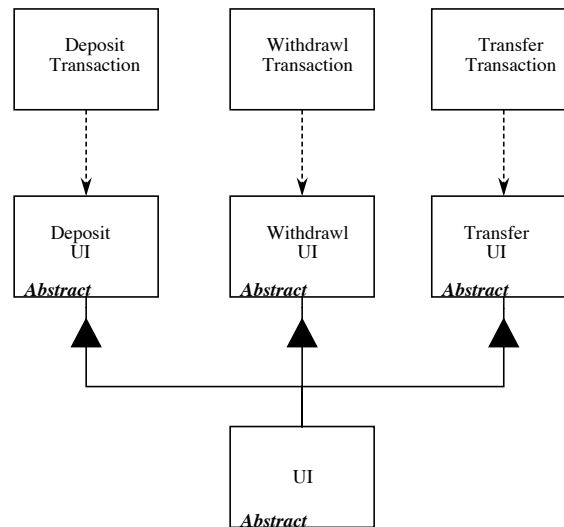 Deposit
Transaction
Withdrawl
Transaction
Transfer
Transaction
Deposit
UI
Abstract
Withdrawl
UI
Abstract
Transfer
UI
Abstract
UI
Abstract